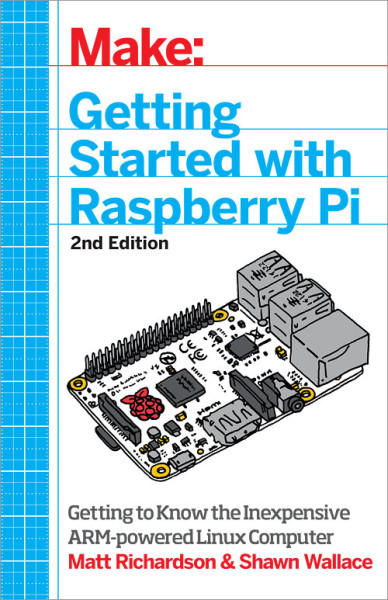 Make:
Getting
Started with
Raspberry Pi
2nd Edition
Getting to Know the Inexpensive
ARM-powered Linux Computer
Matt Richardson & Shawn Wallace